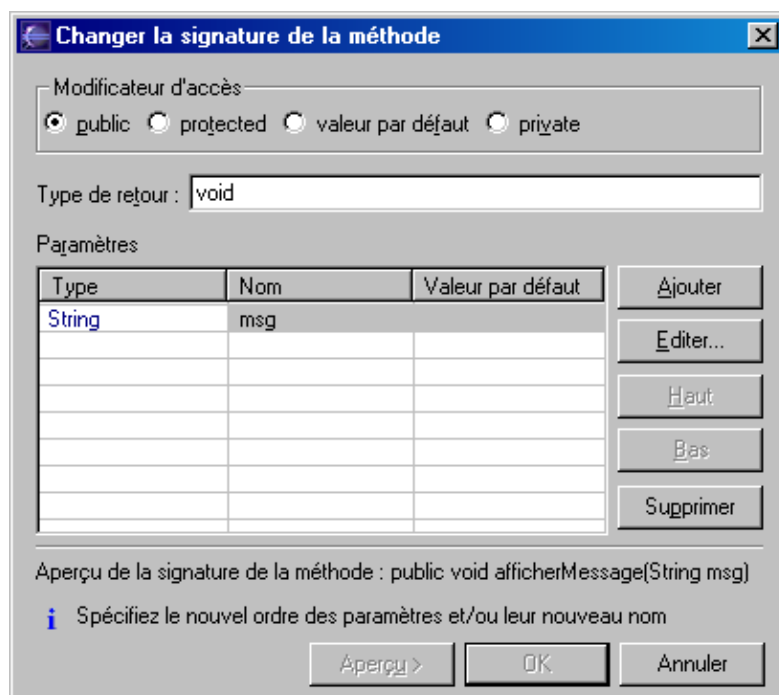 Changer la signature de la méthode
Modificateur d'accès
public protected valeur par défaut private
Type de retour : void
Paramètres
Type Nom Valeur par défaut
String msg
Ajouter
Editer...
Haut
Bas
Supprimer
Aperçu de la signature de la méthode : public void afficherMessage(String msg)
i Spécifiez le nouvel ordre des paramètres et/ou leur nouveau nom
Aperçu > OK Annuler